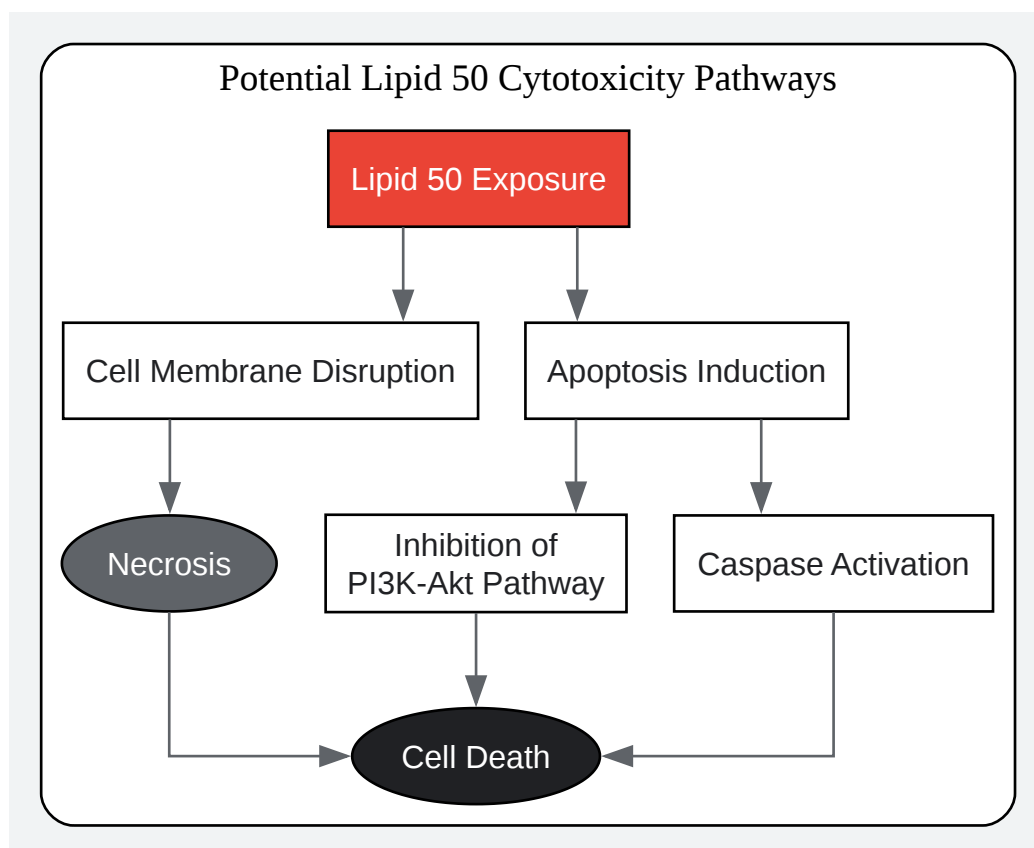 Potential Lipid 50 Cytotoxicity Pathways
Lipid 50 Exposure
Cell Membrane Disruption
Apoptosis Induction
Necrosis
Inhibition of
PI3K-Akt Pathway
Caspase Activation
Cell Death